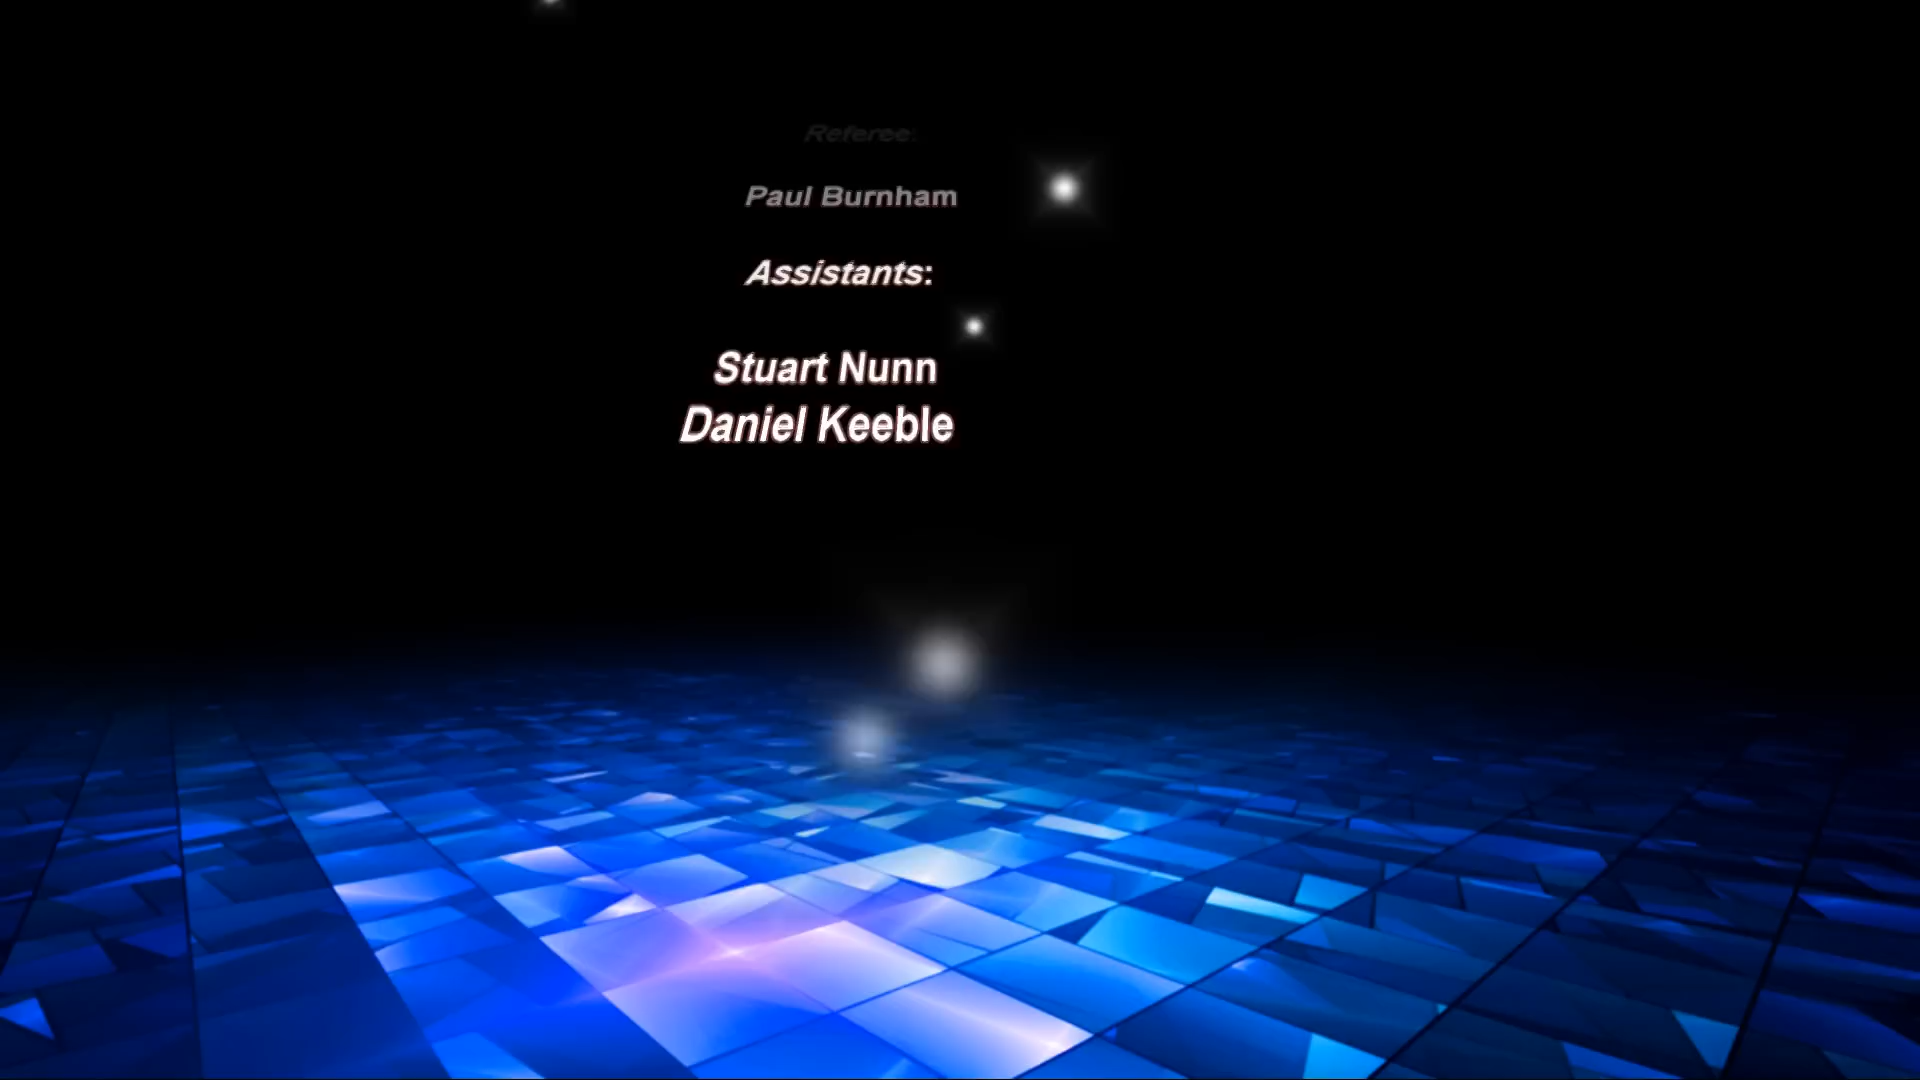 Referee:
Paul Burnham
Assistants:
Stuart Nunn
Daniel Keeble